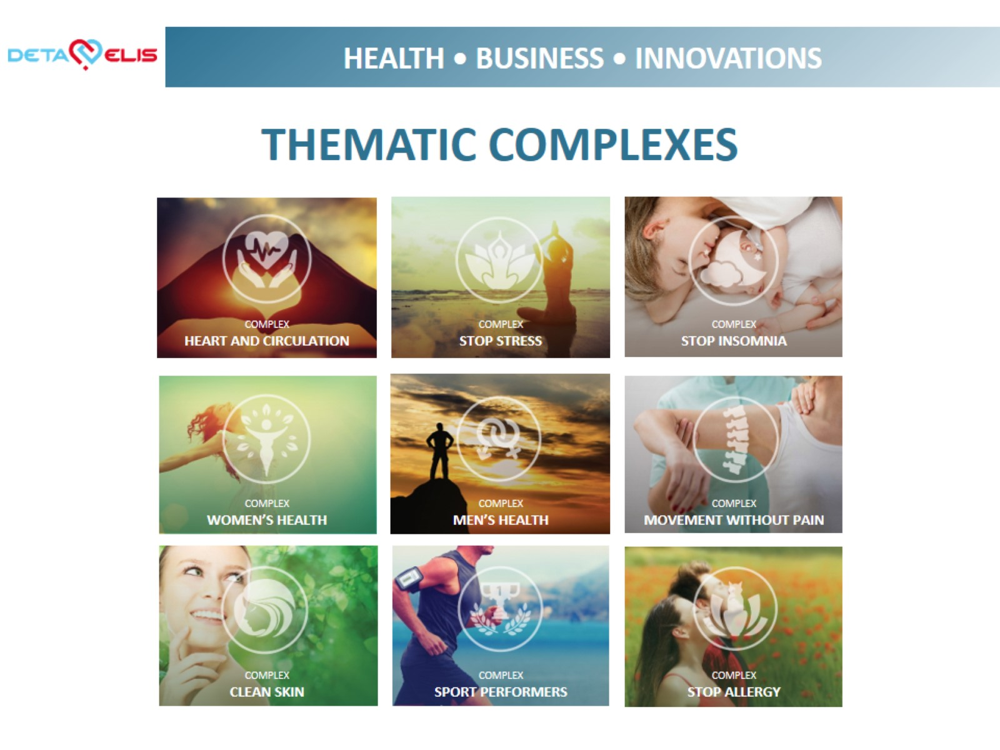 DETA ELIS
HEALTH • BUSINESS • INNOVATIONS
THEMATIC COMPLEXES
COMPLEX
HEART AND CIRCULATION
COMPLEX
STOP STRESS
COMPLEX
STOP INSOMNIA
COMPLEX
WOMEN’S HEALTH
COMPLEX
MEN’S HEALTH
COMPLEX
MOVEMENT WITHOUT PAIN
COMPLEX
CLEAN SKIN
COMPLEX
SPORT PERFORMERS
COMPLEX
STOP ALLERGY